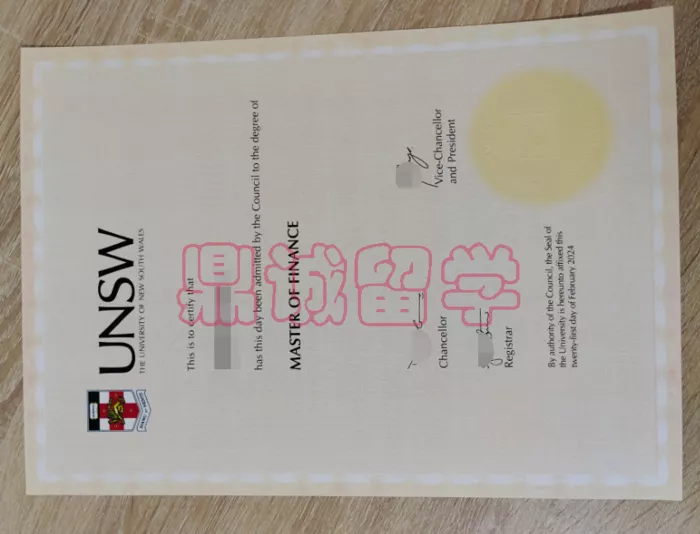 UNSW
THE UNIVERSITY OF NEW SOUTH WALES
This is to certify that
has this day been admitted by the Council to the degree of
MASTER OF FINANCE
Chancellor
Vice-Chancellor
and President
Registrar
By authority of the Council, the Seal of
the University is hereunto affixed this
twenty-first day of February 2024
鼎诚留学